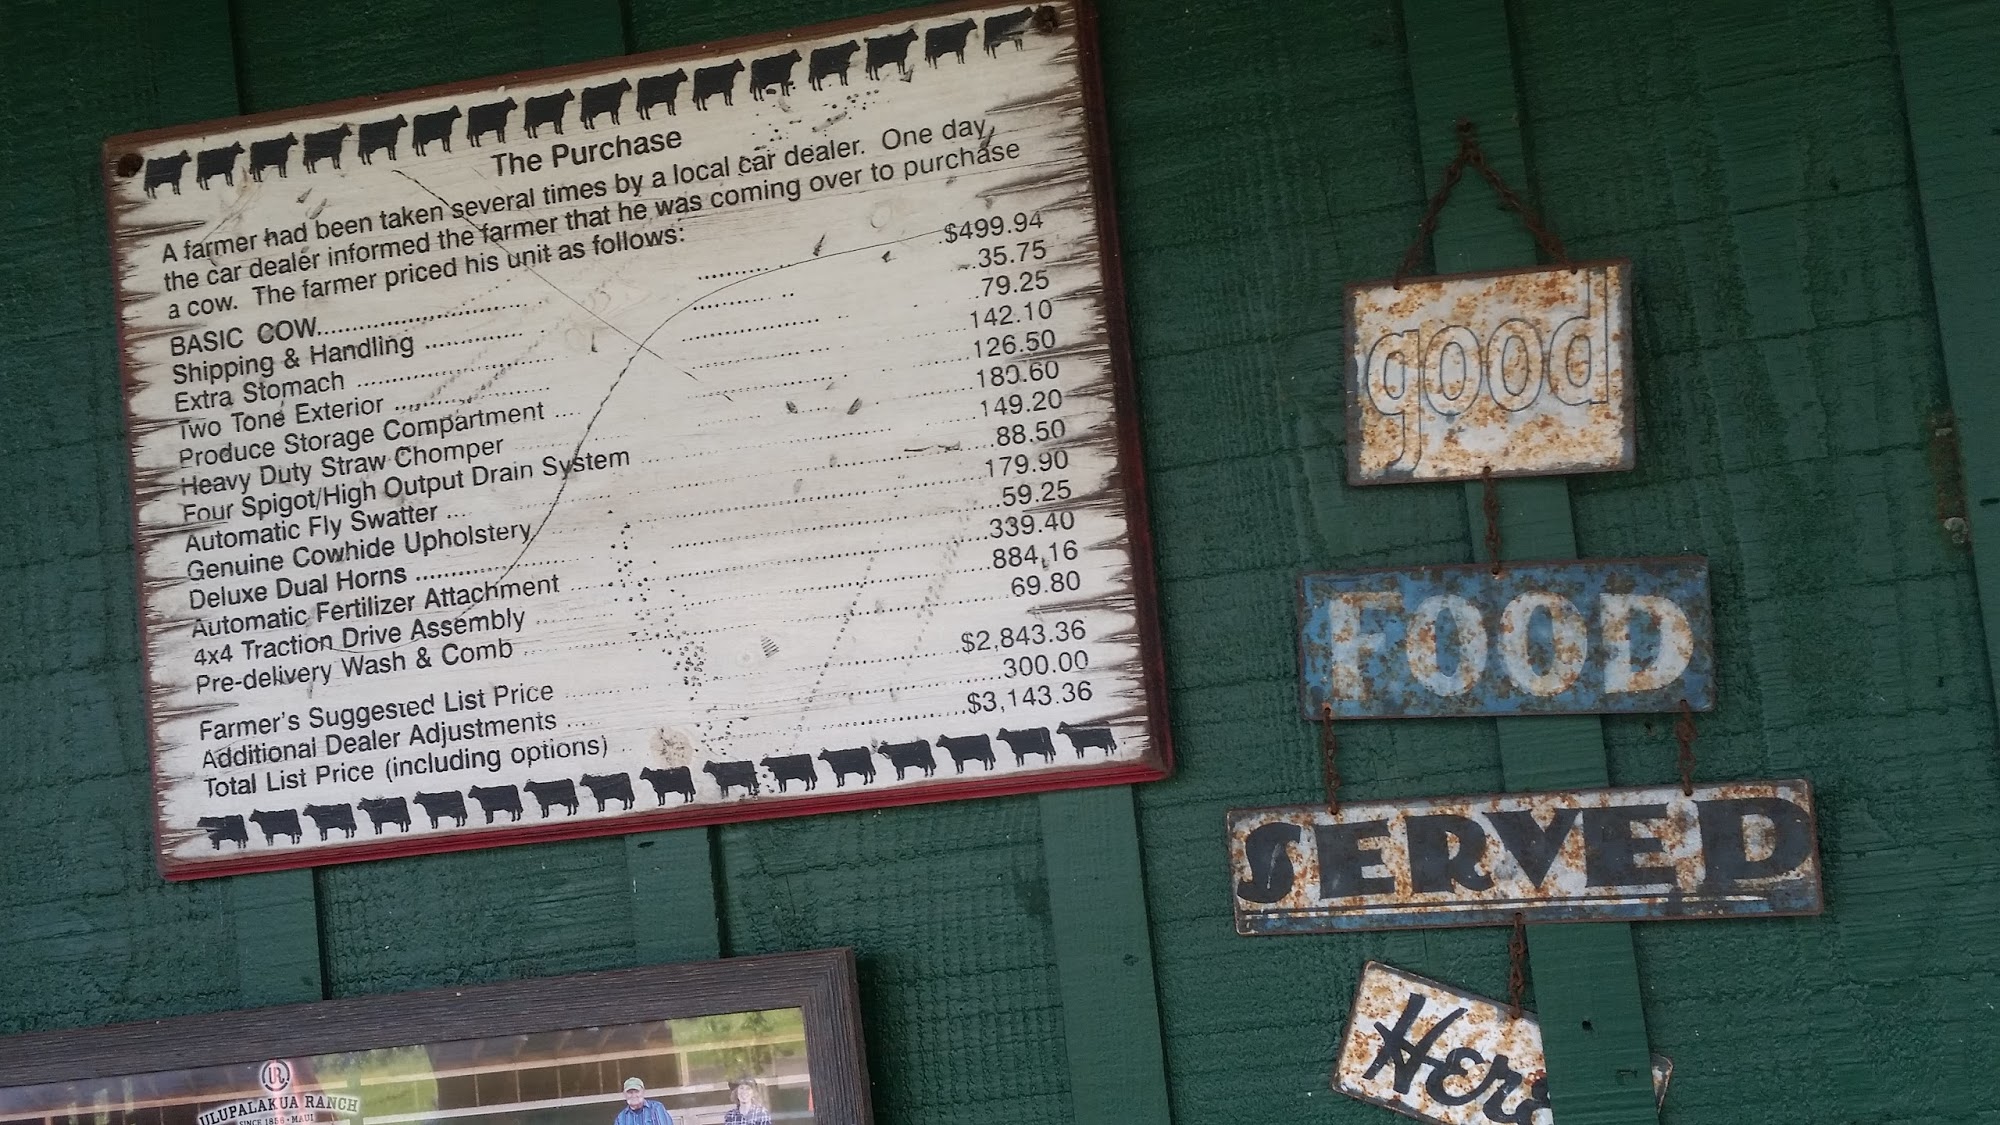 The Purchase
A farmer had been taken several times by a local car dealer. One day,
the car dealer informed the farmer that he was coming over to purchase
a cow. The farmer priced his unit as follows:
BASIC COW.................................................$499.94
Shipping & Handling ............................35.75
Extra Stomach ....................................79.25
Two Tone Exterior ..............................142.10
Produce Storage Compartment ...........126.50
Heavy Duty Straw Chomper ...............189.60
Four Spigot/High Output Drain System ........149.20
Automatic Fly Swatter ........................88.50
Genuine Cowhide Upholstery..............179.90
Deluxe Dual Horns .............................59.25
Automatic Fertilizer Attachment ..........339.40
4x4 Traction Drive Assembly ..............884.16
Pre-delivery Wash & Comb ................69.80
Farmer's Suggested List Price ...........$2,843.36
Additional Dealer Adjustments ...........300.00
Total List Price (including options) ......$3,143.36
good
FOOD
SERVED
Here
UR
ULUPALAKUA RANCH
SINCE 1856 • MAUI